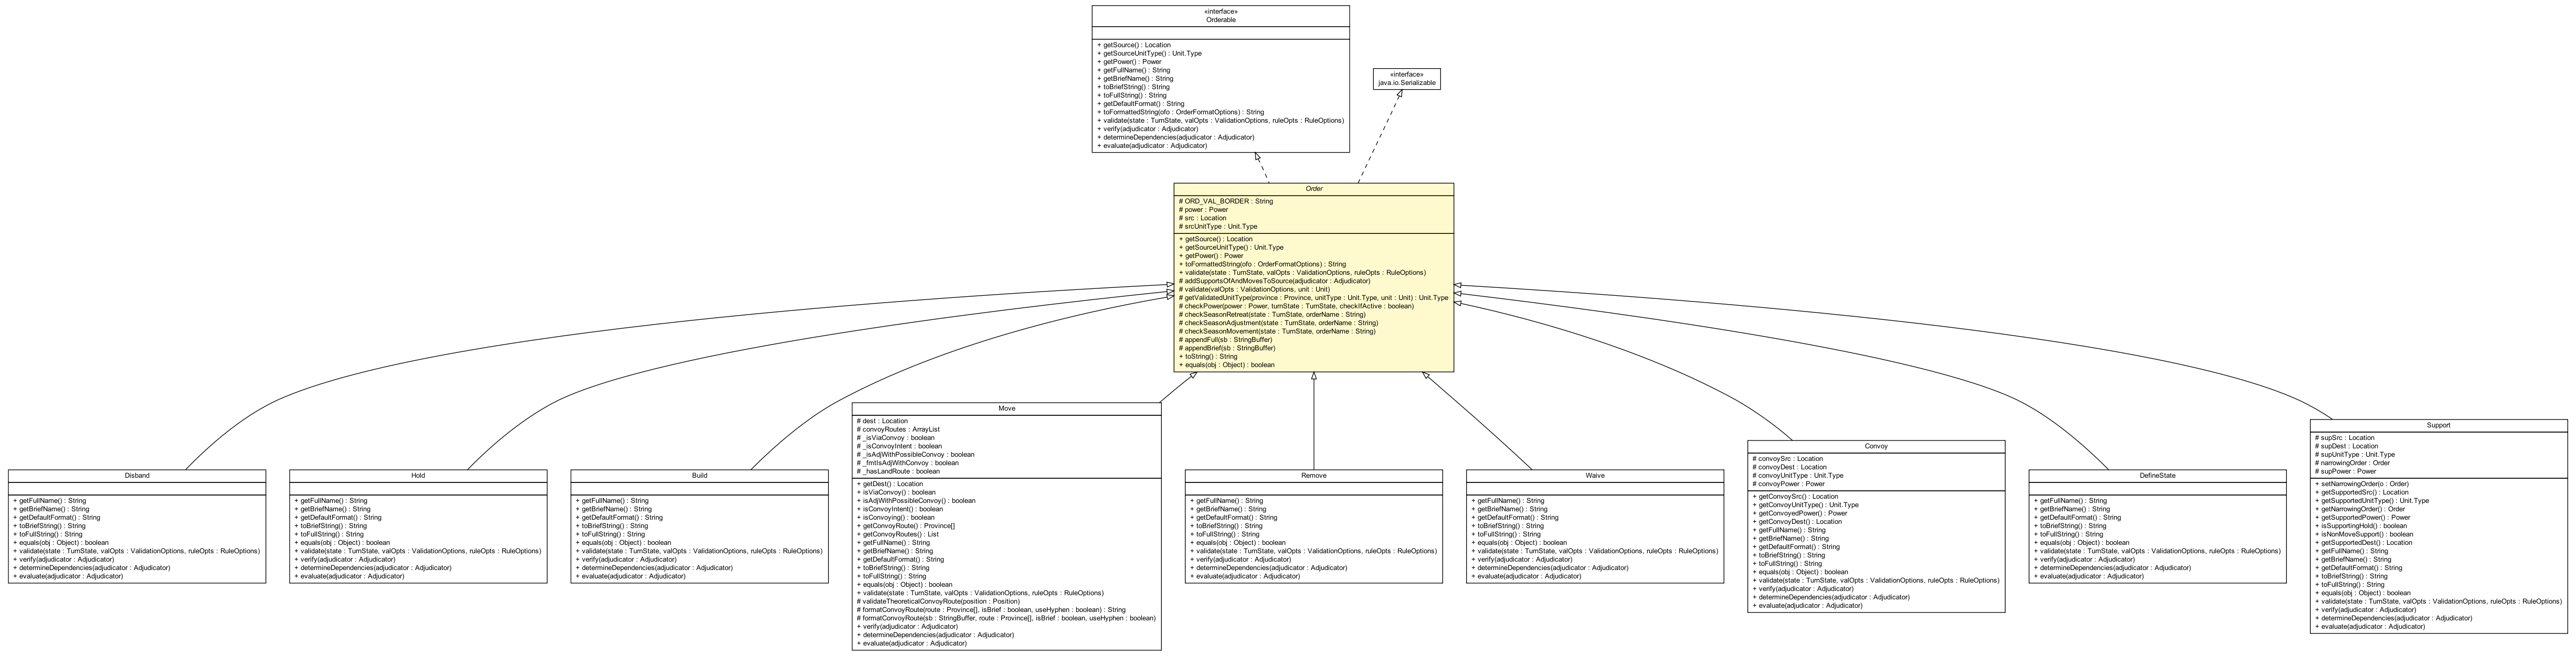 «interface»
Orderable
+ getSource() : Location
+ getSourceUnitType() : Unit.Type
+ getPower() : Power
+ getFullName() : String
+ getBriefName() : String
+ toBriefString() : String
+ toFullString() : String
+ getDefaultFormat() : String
+ toFormattedString(ofo : OrderFormatOptions) : String
+ validate(state : TurnState, valOpts : ValidationOptions, ruleOpts : RuleOptions)
+ verify(adjudicator : Adjudicator)
+ determineDependencies(adjudicator : Adjudicator)
+ evaluate(adjudicator : Adjudicator)
«interface»
java.io.Serializable
Order
# ORD_VAL_BORDER : String
# power : Power
# src : Location
# srcUnitType : Unit.Type
+ getSource() : Location
+ getSourceUnitType() : Unit.Type
+ getPower() : Power
+ toFormattedString(ofo : OrderFormatOptions) : String
+ validate(state : TurnState, valOpts : ValidationOptions, ruleOpts : RuleOptions)
# addSupportsOfAndMovesToSource(adjudicator : Adjudicator)
# validate(valOpts : ValidationOptions, unit : Unit)
# getValidatedUnitType(province : Province, unitType : Unit.Type, unit : Unit) : Unit.Type
# checkPower(power : Power, turnState : TurnState, checkIfActive : boolean)
# checkSeasonRetreat(state : TurnState, orderName : String)
# checkSeasonAdjustment(state : TurnState, orderName : String)
# checkSeasonMovement(state : TurnState, orderName : String)
# appendFull(sb : StringBuffer)
# appendBrief(sb : StringBuffer)
+ toString() : String
+ equals(obj : Object) : boolean
Disband
+ getFullName() : String
+ getBriefName() : String
+ getDefaultFormat() : String
+ toBriefString() : String
+ toFullString() : String
+ equals(obj : Object) : boolean
+ validate(state : TurnState, valOpts : ValidationOptions, ruleOpts : RuleOptions)
+ verify(adjudicator : Adjudicator)
+ determineDependencies(adjudicator : Adjudicator)
+ evaluate(adjudicator : Adjudicator)
Hold
+ getFullName() : String
+ getBriefName() : String
+ getDefaultFormat() : String
+ toBriefString() : String
+ toFullString() : String
+ equals(obj : Object) : boolean
+ validate(state : TurnState, valOpts : ValidationOptions, ruleOpts : RuleOptions)
+ verify(adjudicator : Adjudicator)
+ determineDependencies(adjudicator : Adjudicator)
+ evaluate(adjudicator : Adjudicator)
Build
+ getFullName() : String
+ getBriefName() : String
+ getDefaultFormat() : String
+ toBriefString() : String
+ toFullString() : String
+ equals(obj : Object) : boolean
+ validate(state : TurnState, valOpts : ValidationOptions, ruleOpts : RuleOptions)
+ verify(adjudicator : Adjudicator)
+ determineDependencies(adjudicator : Adjudicator)
+ evaluate(adjudicator : Adjudicator)
Move
# dest : Location
# convoyRoutes : ArrayList
# _isViaConvoy : boolean
# _isConvoyIntent : boolean
# _isAdjWithPossibleConvoy : boolean
# _fmtIsAdjWithConvoy : boolean
# _hasLandRoute : boolean
+ getDest() : Location
+ isViaConvoy() : boolean
+ isAdjWithPossibleConvoy() : boolean
+ isConvoyIntent() : boolean
+ isConvoying() : boolean
+ getConvoyRoute() : Province[]
+ getConvoyRoutes() : List
+ getFullName() : String
+ getBriefName() : String
+ getDefaultFormat() : String
+ toBriefString() : String
+ toFullString() : String
+ equals(obj : Object) : boolean
+ validate(state : TurnState, valOpts : ValidationOptions, ruleOpts : RuleOptions)
# validateTheoreticalConvoyRoute(position : Position)
# formatConvoyRoute(route : Province[], isBrief : boolean, useHyphen : boolean) : String
# formatConvoyRoute(sb : StringBuffer, route : Province[], isBrief : boolean, useHyphen : boolean)
+ verify(adjudicator : Adjudicator)
+ determineDependencies(adjudicator : Adjudicator)
+ evaluate(adjudicator : Adjudicator)
Remove
+ getFullName() : String
+ getBriefName() : String
+ getDefaultFormat() : String
+ toBriefString() : String
+ toFullString() : String
+ equals(obj : Object) : boolean
+ validate(state : TurnState, valOpts : ValidationOptions, ruleOpts : RuleOptions)
+ verify(adjudicator : Adjudicator)
+ determineDependencies(adjudicator : Adjudicator)
+ evaluate(adjudicator : Adjudicator)
Waive
+ getFullName() : String
+ getBriefName() : String
+ getDefaultFormat() : String
+ toBriefString() : String
+ toFullString() : String
+ equals(obj : Object) : boolean
+ validate(state : TurnState, valOpts : ValidationOptions, ruleOpts : RuleOptions)
+ verify(adjudicator : Adjudicator)
+ determineDependencies(adjudicator : Adjudicator)
+ evaluate(adjudicator : Adjudicator)
Convoy
# convoySrc : Location
# convoyDest : Location
# convoyUnitType : Unit.Type
# convoyPower : Power
+ getConvoySrc() : Location
+ getConvoyUnitType() : Unit.Type
+ getConvoyedPower() : Power
+ getConvoyDest() : Location
+ getFullName() : String
+ getBriefName() : String
+ getDefaultFormat() : String
+ toBriefString() : String
+ toFullString() : String
+ equals(obj : Object) : boolean
+ validate(state : TurnState, valOpts : ValidationOptions, ruleOpts : RuleOptions)
+ verify(adjudicator : Adjudicator)
+ determineDependencies(adjudicator : Adjudicator)
+ evaluate(adjudicator : Adjudicator)
DefineState
+ getFullName() : String
+ getBriefName() : String
+ getDefaultFormat() : String
+ toBriefString() : String
+ toFullString() : String
+ equals(obj : Object) : boolean
+ validate(state : TurnState, valOpts : ValidationOptions, ruleOpts : RuleOptions)
+ verify(adjudicator : Adjudicator)
+ determineDependencies(adjudicator : Adjudicator)
+ evaluate(adjudicator : Adjudicator)
Support
# supSrc : Location
# supDest : Location
# supUnitType : Unit.Type
# narrowingOrder : Order
# supPower : Power
+ setNarrowingOrder(o : Order)
+ getSupportedSrc() : Location
+ getSupportedUnitType() : Unit.Type
+ getNarrowingOrder() : Order
+ getSupportedPower() : Power
+ isSupportingHold() : boolean
+ isNonMoveSupport() : boolean
+ getSupportedDest() : Location
+ getFullName() : String
+ getBriefName() : String
+ getDefaultFormat() : String
+ toBriefString() : String
+ toFullString() : String
+ equals(obj : Object) : boolean
+ validate(state : TurnState, valOpts : ValidationOptions, ruleOpts : RuleOptions)
+ verify(adjudicator : Adjudicator)
+ determineDependencies(adjudicator : Adjudicator)
+ evaluate(adjudicator : Adjudicator)